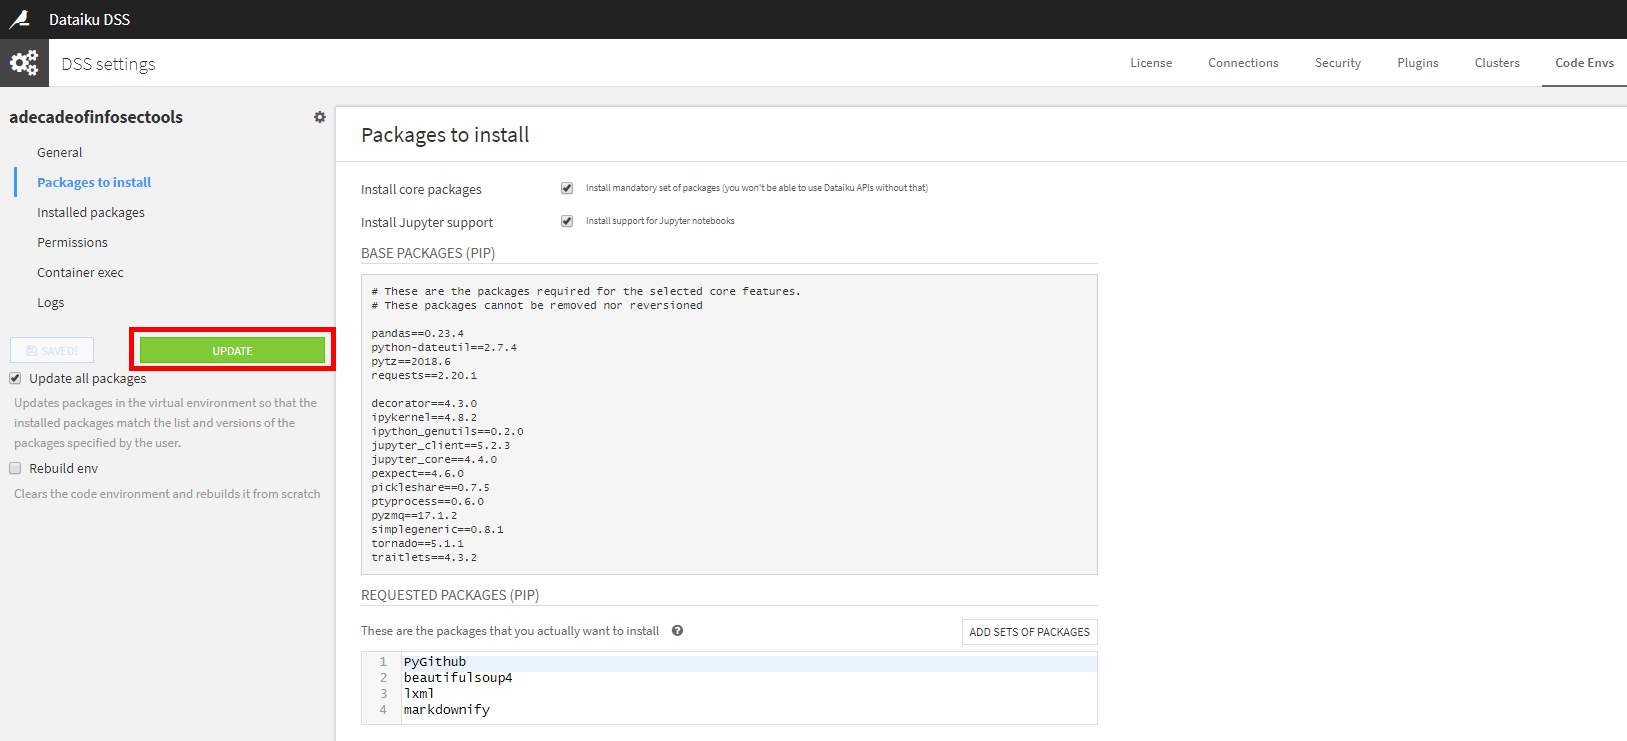 Dataiku DSS
DSS settings
License
Connections
Security
Plugins
Clusters
Code Envs
adecadeofinfosectools
General
Packages to install
Installed packages
Permissions
Container exec
Logs
SAVED!
UPDATE
Update all packages
Updates packages in the virtual environment so that the
installed packages match the list and versions of the
packages specified by the user.
Rebuild env
Clears the code environment and rebuilds it from scratch
Packages to install
Install core packages
Install mandatory set of packages (you won't be able to use Dataiku APIs without that)
Install Jupyter support
Install support for Jupyter notebooks
BASE PACKAGES (PIP)
# These are the packages required for the selected core features.
# These packages cannot be removed nor reversioned
pandas==0.23.4
python-dateutil==2.7.4
pytz==2018.6
requests==2.20.1
decorator==4.3.0
ipykernel==4.8.2
ipython_genutils==0.2.0
jupyter_client==5.2.3
jupyter_core==4.4.0
pexpect==4.6.0
pickleshare==0.7.5
ptyprocess==0.6.0
pyzmq==17.1.2
simplegeneric==0.8.1
tornado==5.1.1
traitlets==4.3.2
REQUESTED PACKAGES (PIP)
These are the packages that you actually want to install ?
ADD SETS OF PACKAGES
1 PyGithub
2 beautifulsoup4
3 lxml
4 markdownify